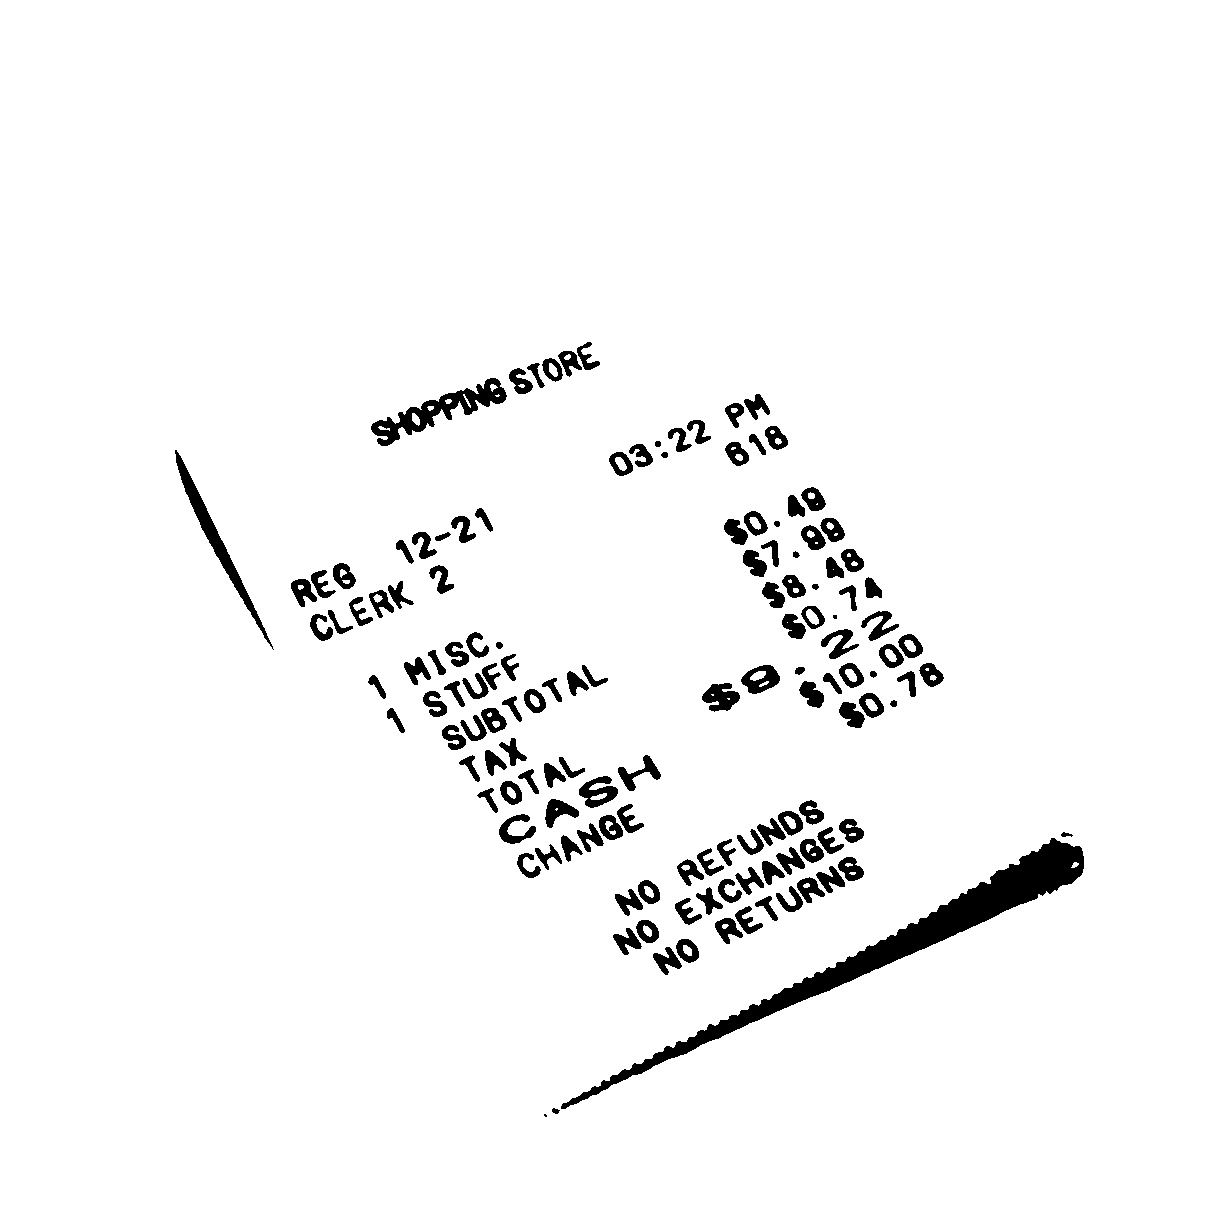 SHOPPING STORE
REG 12-21 03:22 PM
CLERK 2 618
1 MISC. $0.49
1 STUFF $7.99
SUBTOTAL $8.48
TAX $0.74
TOTAL $9.22
CASH $10.00
CHANGE $0.78
NO REFUNDS
NO EXCHANGES
NO RETURNS